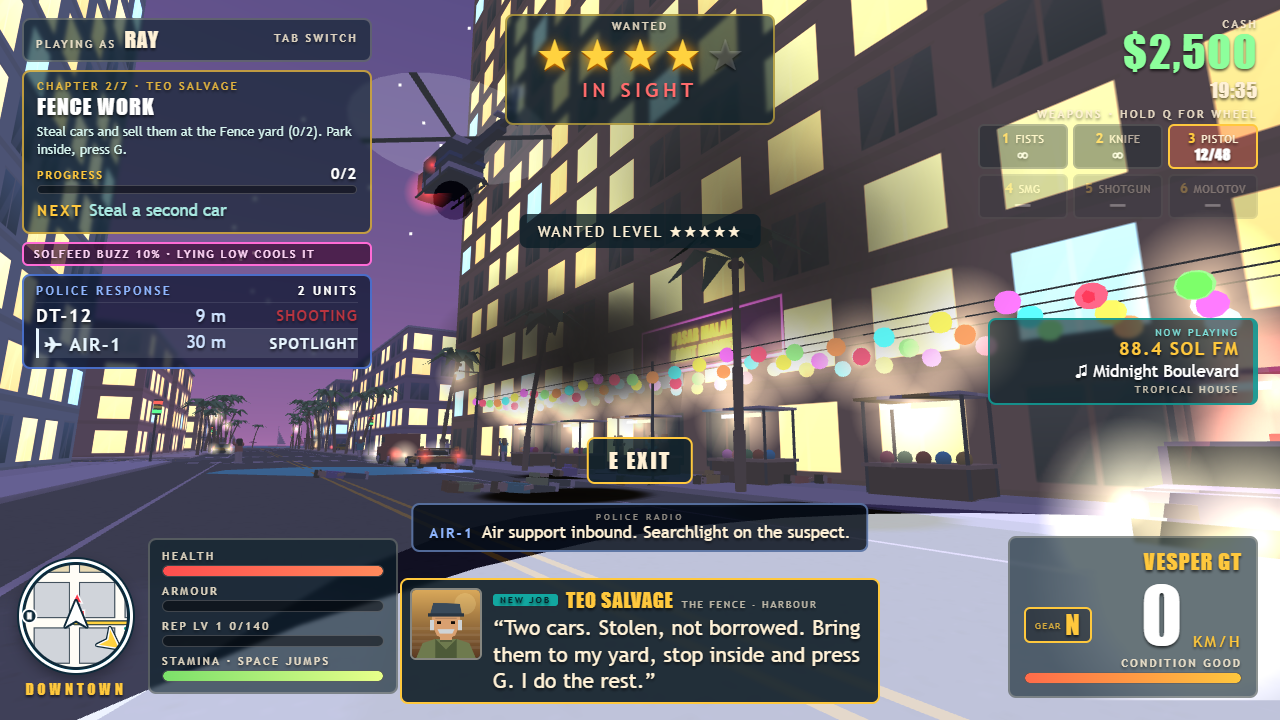 PLAYING AS RAY TAB SWITCH
CHAPTER 2/7 · TEO SALVAGE
FENCE WORK
Steal cars and sell them at the Fence yard (0/2). Park
inside, press G.
PROGRESS 0/2
NEXT Steal a second car
SOLFEED BUZZ 10% · LYING LOW COOLS IT
POLICE RESPONSE 2 UNITS
DT-12 9 m SHOOTING
AIR-1 30 m SPOTLIGHT
WANTED
IN SIGHT
WANTED LEVEL ★★★★★
CASH
$2,500
19:35
WEAPONS · HOLD Q FOR WHEEL
1 FISTS
∞
2 KNIFE
∞
3 PISTOL
12/48
4 SMG
—
5 SHOTGUN
—
6 MOLOTOV
—
NOW PLAYING
88.4 SOL FM
♫ Midnight Boulevard
TROPICAL HOUSE
E EXIT
POLICE RADIO
AIR-1 Air support inbound. Searchlight on the suspect.
DOWNTOWN
HEALTH
ARMOUR
REP LV 1 0/140
STAMINA · SPACE JUMPS
NEW JOB TEO SALVAGE THE FENCE · HARBOUR
“Two cars. Stolen, not borrowed. Bring
them to my yard, stop inside and press
G. I do the rest.”
VESPER GT
GEAR N
0
KM/H
CONDITION GOOD